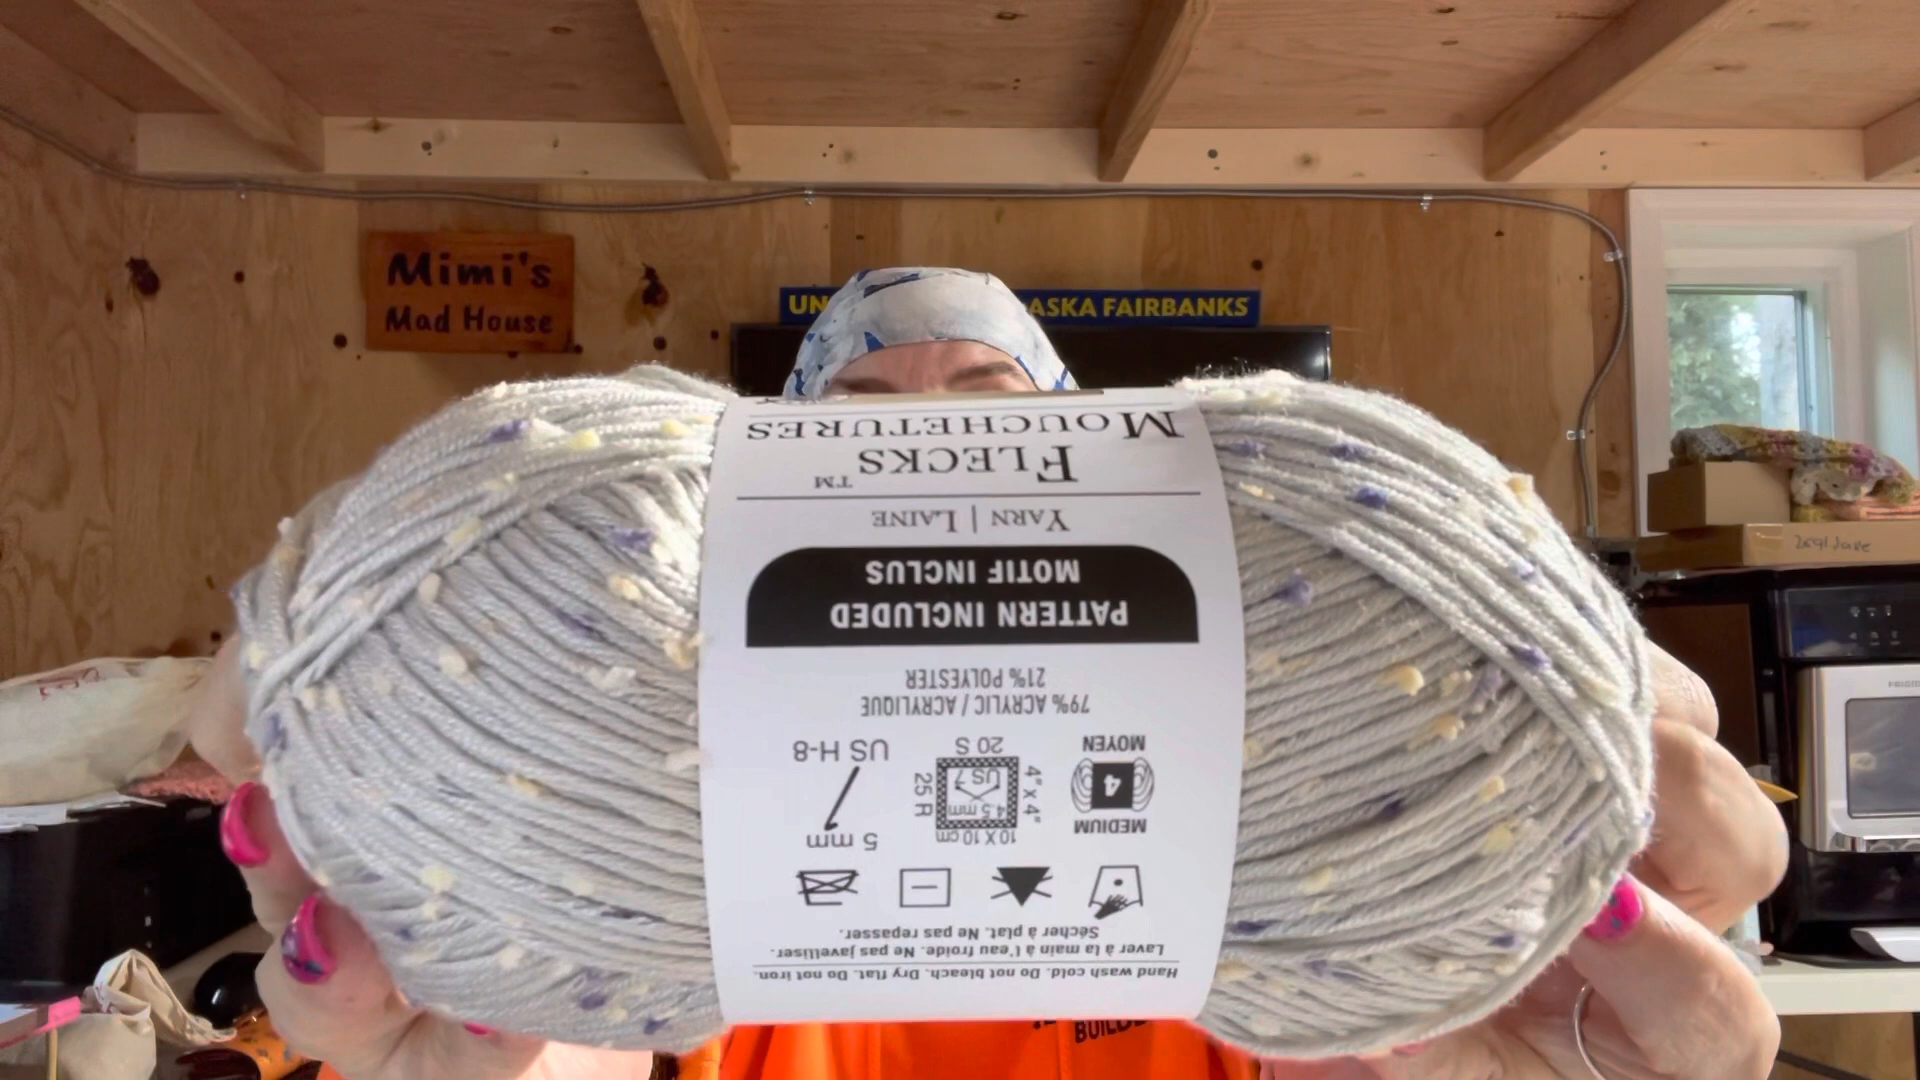 Mimi's
Mad House
UN
ASKA FAIRBANKS
Hand wash cold. Do not bleach. Dry flat. Do not iron.
Laver à la main à l'eau froide. Ne pas javelliser.
Sécher à plat. Ne pas repasser.
MEDIUM
4
MOYEN
10 X 10 cm
4" x 4"
4.5 mm
US 7
25 R
20 S
5 mm
US H-8
79% ACRYLIC / ACRYLIQUE
21% POLYESTER
PATTERN INCLUDED
MOTIF INCLUS
YARN | LAINE
FLECKS™
MOUCHETURES